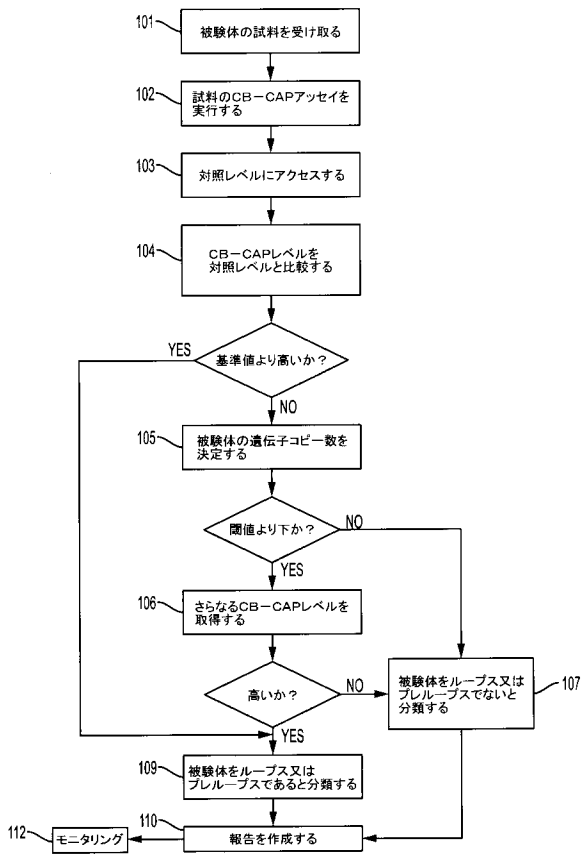 101
被験体の試料を受け取る
102
試料のCB－CAPアッセイを
実行する
103
対照レベルにアクセスする
104
CB－CAPレベルを
対照レベルと比較する
YES
基準値より高いか？
NO
105
被験体の遺伝子コピー数を
決定する
閾値より下か？
NO
YES
106
さらなるCB－CAPレベルを
取得する
高いか？
NO
被験体をループス又は
プレループスでないと
分類する
107
YES
109
被験体をループス又は
プレループスであると分類する
110
報告を作成する
112
モニタリング